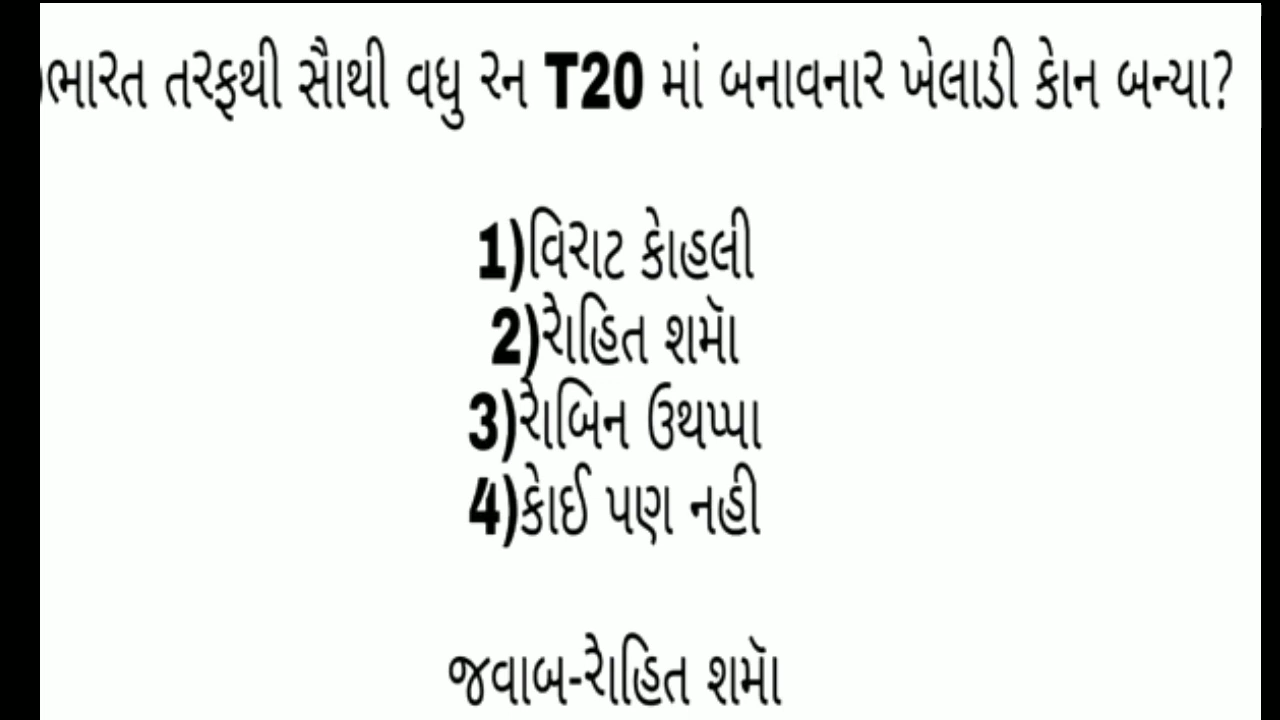 )ભારત તરફથી સૈાથી વધુ રન T20 માં બનાવનાર ખેલાડી કેાન બન્યા?
1)વિરાટ કેાહલી
2)રેાહિત શર્મા
3)રેાબિન ઉથપ્પા
4)કેાઈ પણ નહી
જવાબ-રેાહિત શર્મા